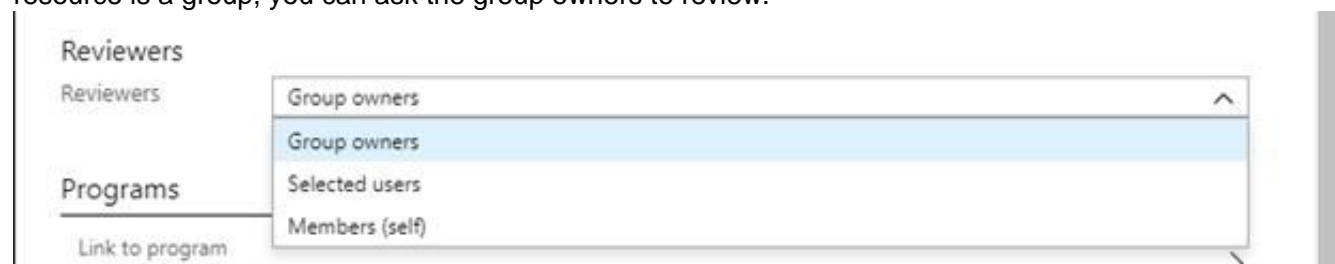 resource is a group, you can ask the group owners to review.
Reviewers
Reviewers
Group owners
Group owners
Selected users
Members (self)
Programs
Link to program